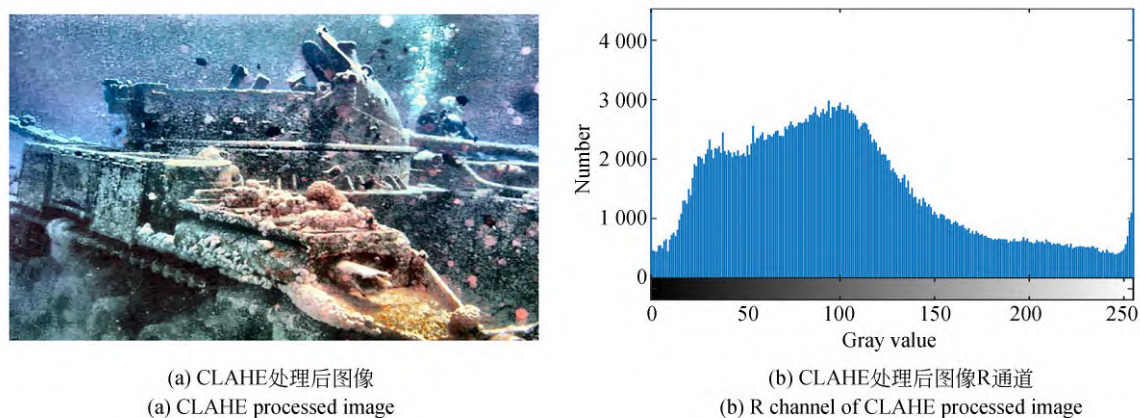 4 000
3 000
2 000
1 000
0
Number
0
50
100
150
200
250
Gray value
(a) CLAHE处理后图像
(a) CLAHE processed image
(b) CLAHE处理后图像R通道
(b) R channel of CLAHE processed image